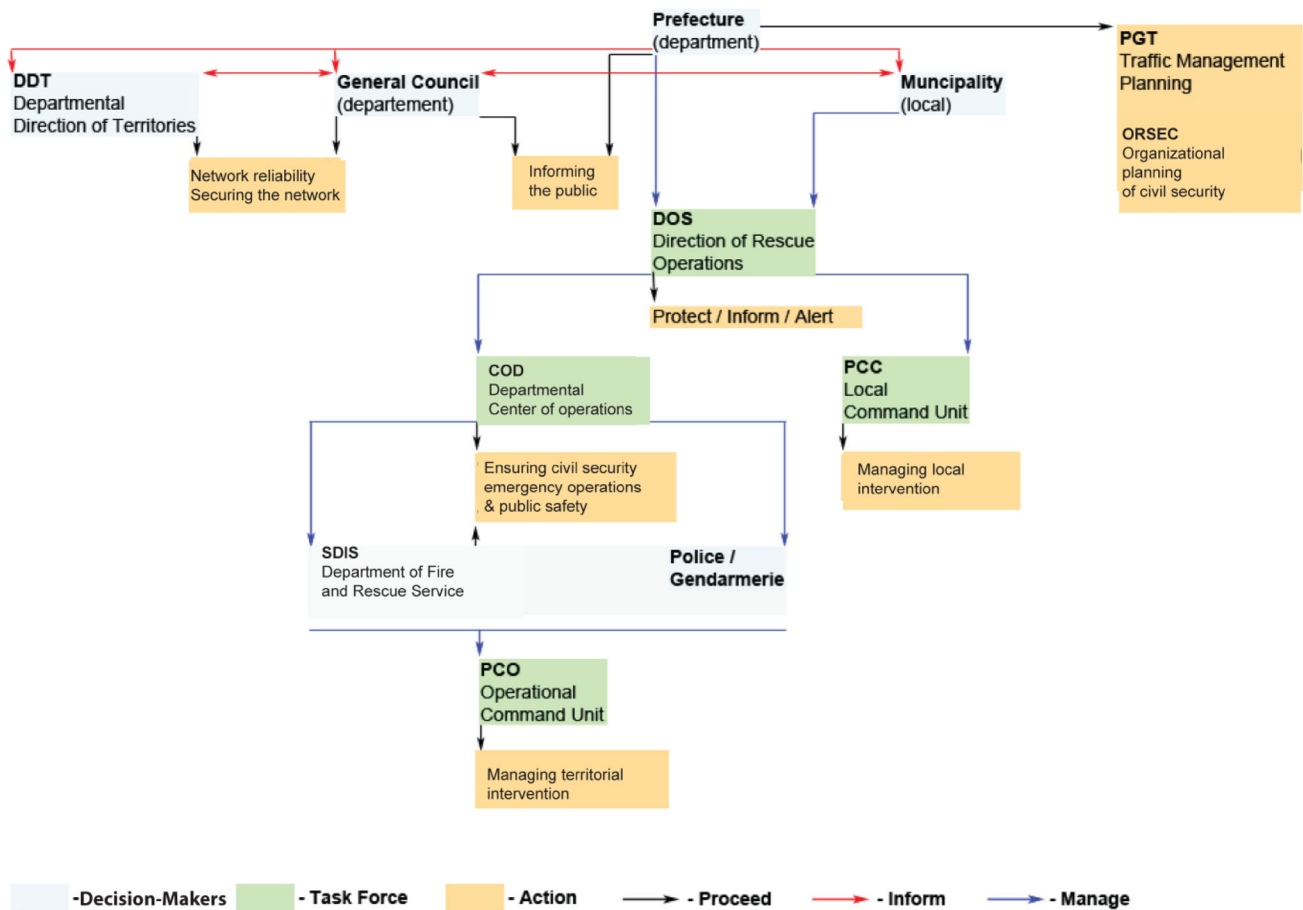 Prefecture
(department)
PGT
Traffic Management
Planning
ORSEC
Organizational
planning
of civil security
DDT
Departmental
Direction of Territories
General Council
(departement)
Muncipality
(local)
Network reliability
Securing the network
Informing
the public
DOS
Direction of Rescue
Operations
Protect / Inform / Alert
COD
Departmental
Center of operations
PCC
Local
Command Unit
Ensuring civil security
emergency operations
& public safety
Managing local
intervention
SDIS
Department of Fire
and Rescue Service
Police /
Gendarmerie
PCO
Operational
Command Unit
Managing territorial
intervention
-Decision-Makers - Task Force - Action - Proceed - Inform - Manage